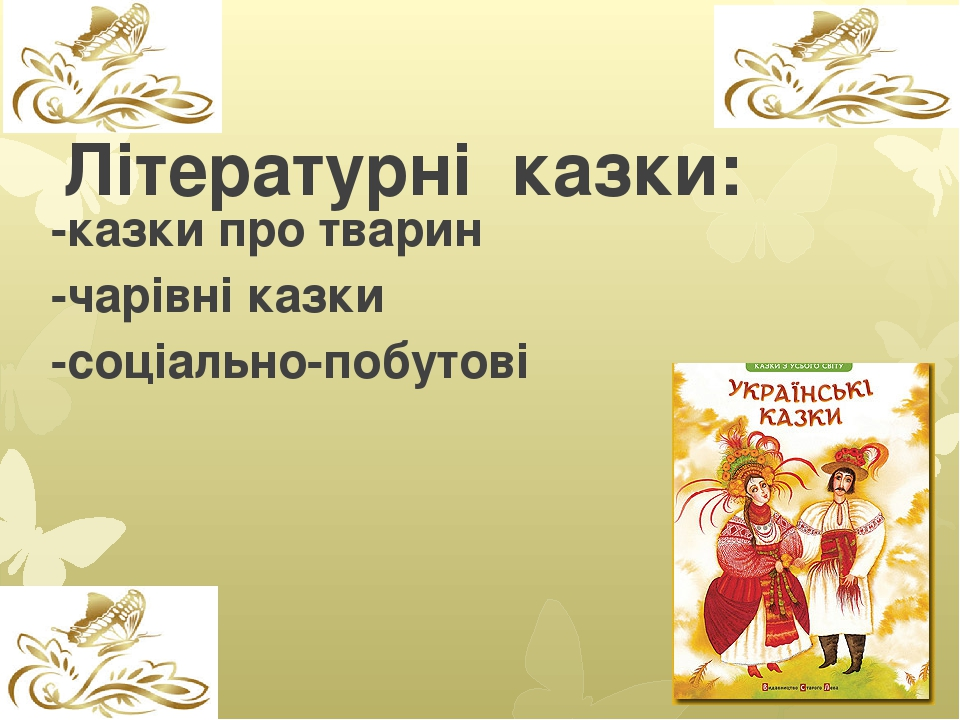 Літературні казки:
-казки про тварин
-чарівні казки
-соціально-побутові
КАЗКИ З УСЬОГО СВІТУ
УКРАЇНСЬКІ
КАЗКИ
Видавництво Старого Лева